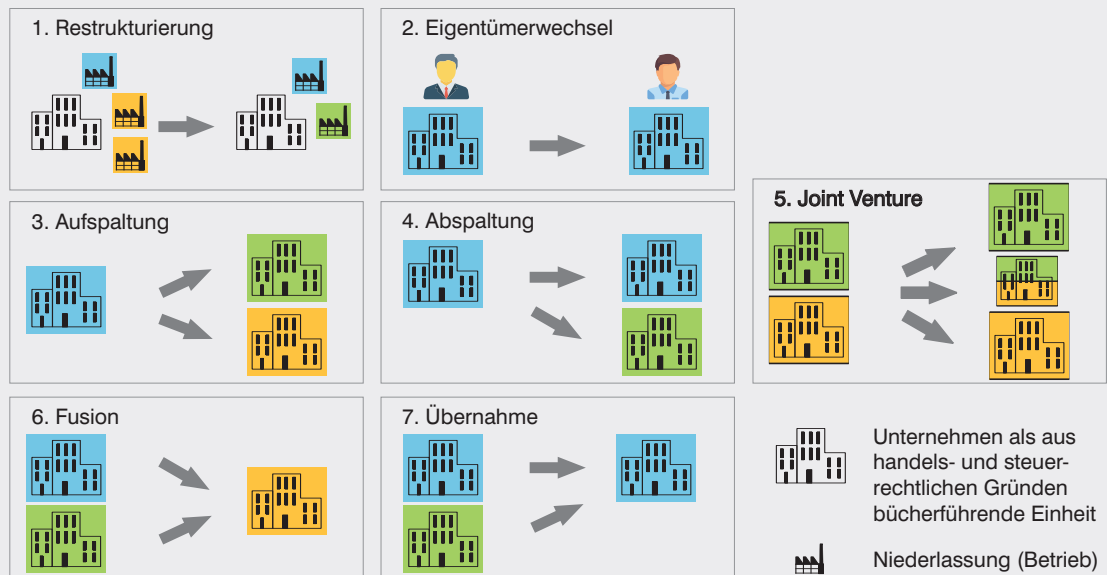 1. Restrukturierung
2. Eigentümerwechsel
3. Aufspaltung
4. Abspaltung
5. Joint Venture
6. Fusion
7. Übernahme
Unternehmen als aus
handels- und steuer-
rechtlichen Gründen
bücherführende Einheit
Niederlassung (Betrieb)